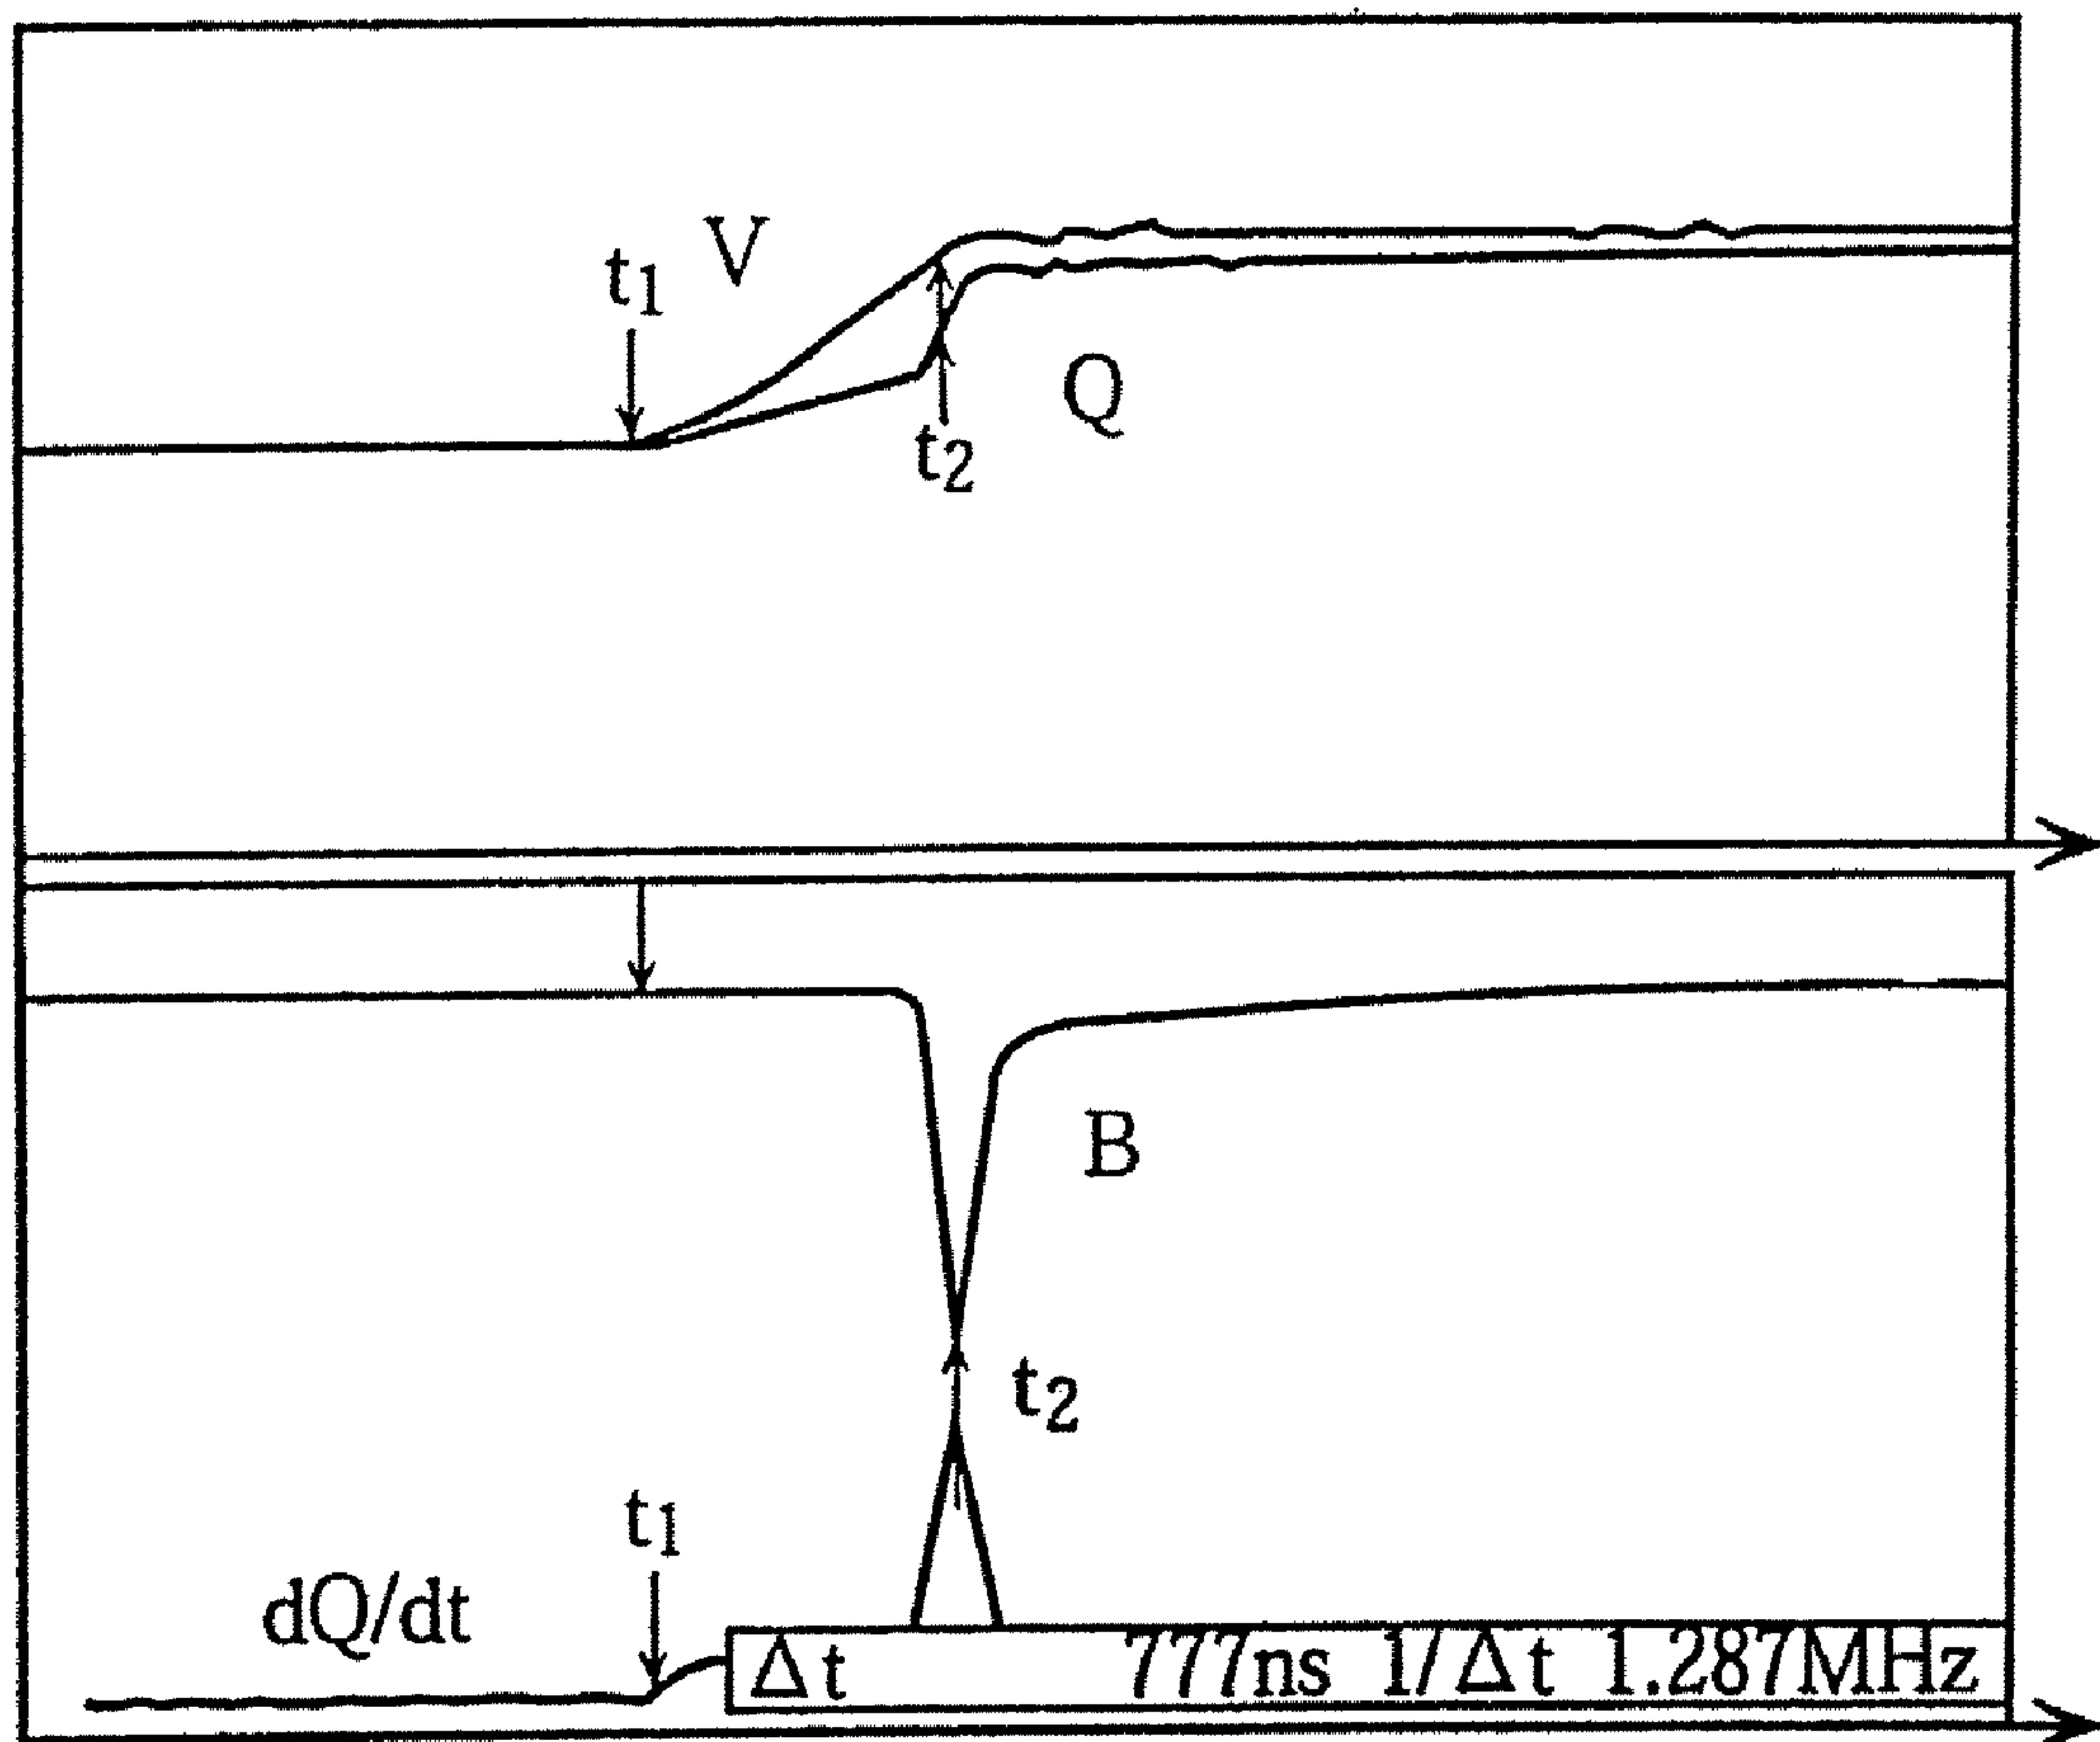 V
t₁
Q
t₂
B
t₂
t₁
dQ/dt
Δt 777ns 1/Δt 1.287MHz